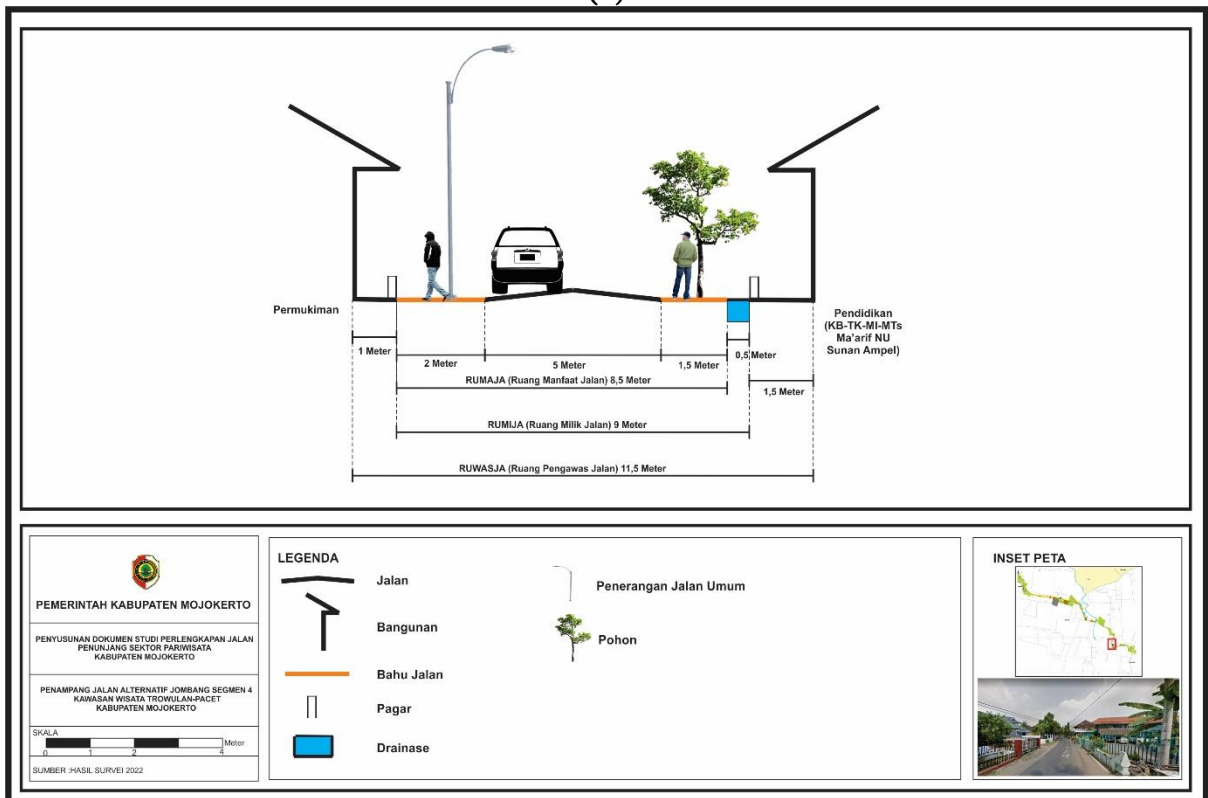 Permukiman
Pendidikan
(KB-TK-MI-MTs
Ma'arif NU
Sunan Ampel)
1 Meter
2 Meter
5 Meter
1,5 Meter
0,5 Meter
1,5 Meter
RUMAJA (Ruang Manfaat Jalan) 8,5 Meter
RUMIJA (Ruang Milik Jalan) 9 Meter
RUWASJA (Ruang Pengawas Jalan) 11,5 Meter
PEMERINTAH KABUPATEN MOJOKERTO
PENYUSUNAN DOKUMEN STUDI PERLENGKAPAN JALAN
PENUNJANG SEKTOR PARIWISATA
KABUPATEN MOJOKERTO
PENAMPANG JALAN ALTERNATIF JOMBANG SEGMEN 4
KAWASAN WISATA TROWULAN-PACET
KABUPATEN MOJOKERTO
SKALA
Meter
0 1 2 4
SUMBER :HASIL SURVEI 2022
LEGENDA
Jalan
Bangunan
Bahu Jalan
Pagar
Drainase
Penerangan Jalan Umum
Pohon
INSET PETA